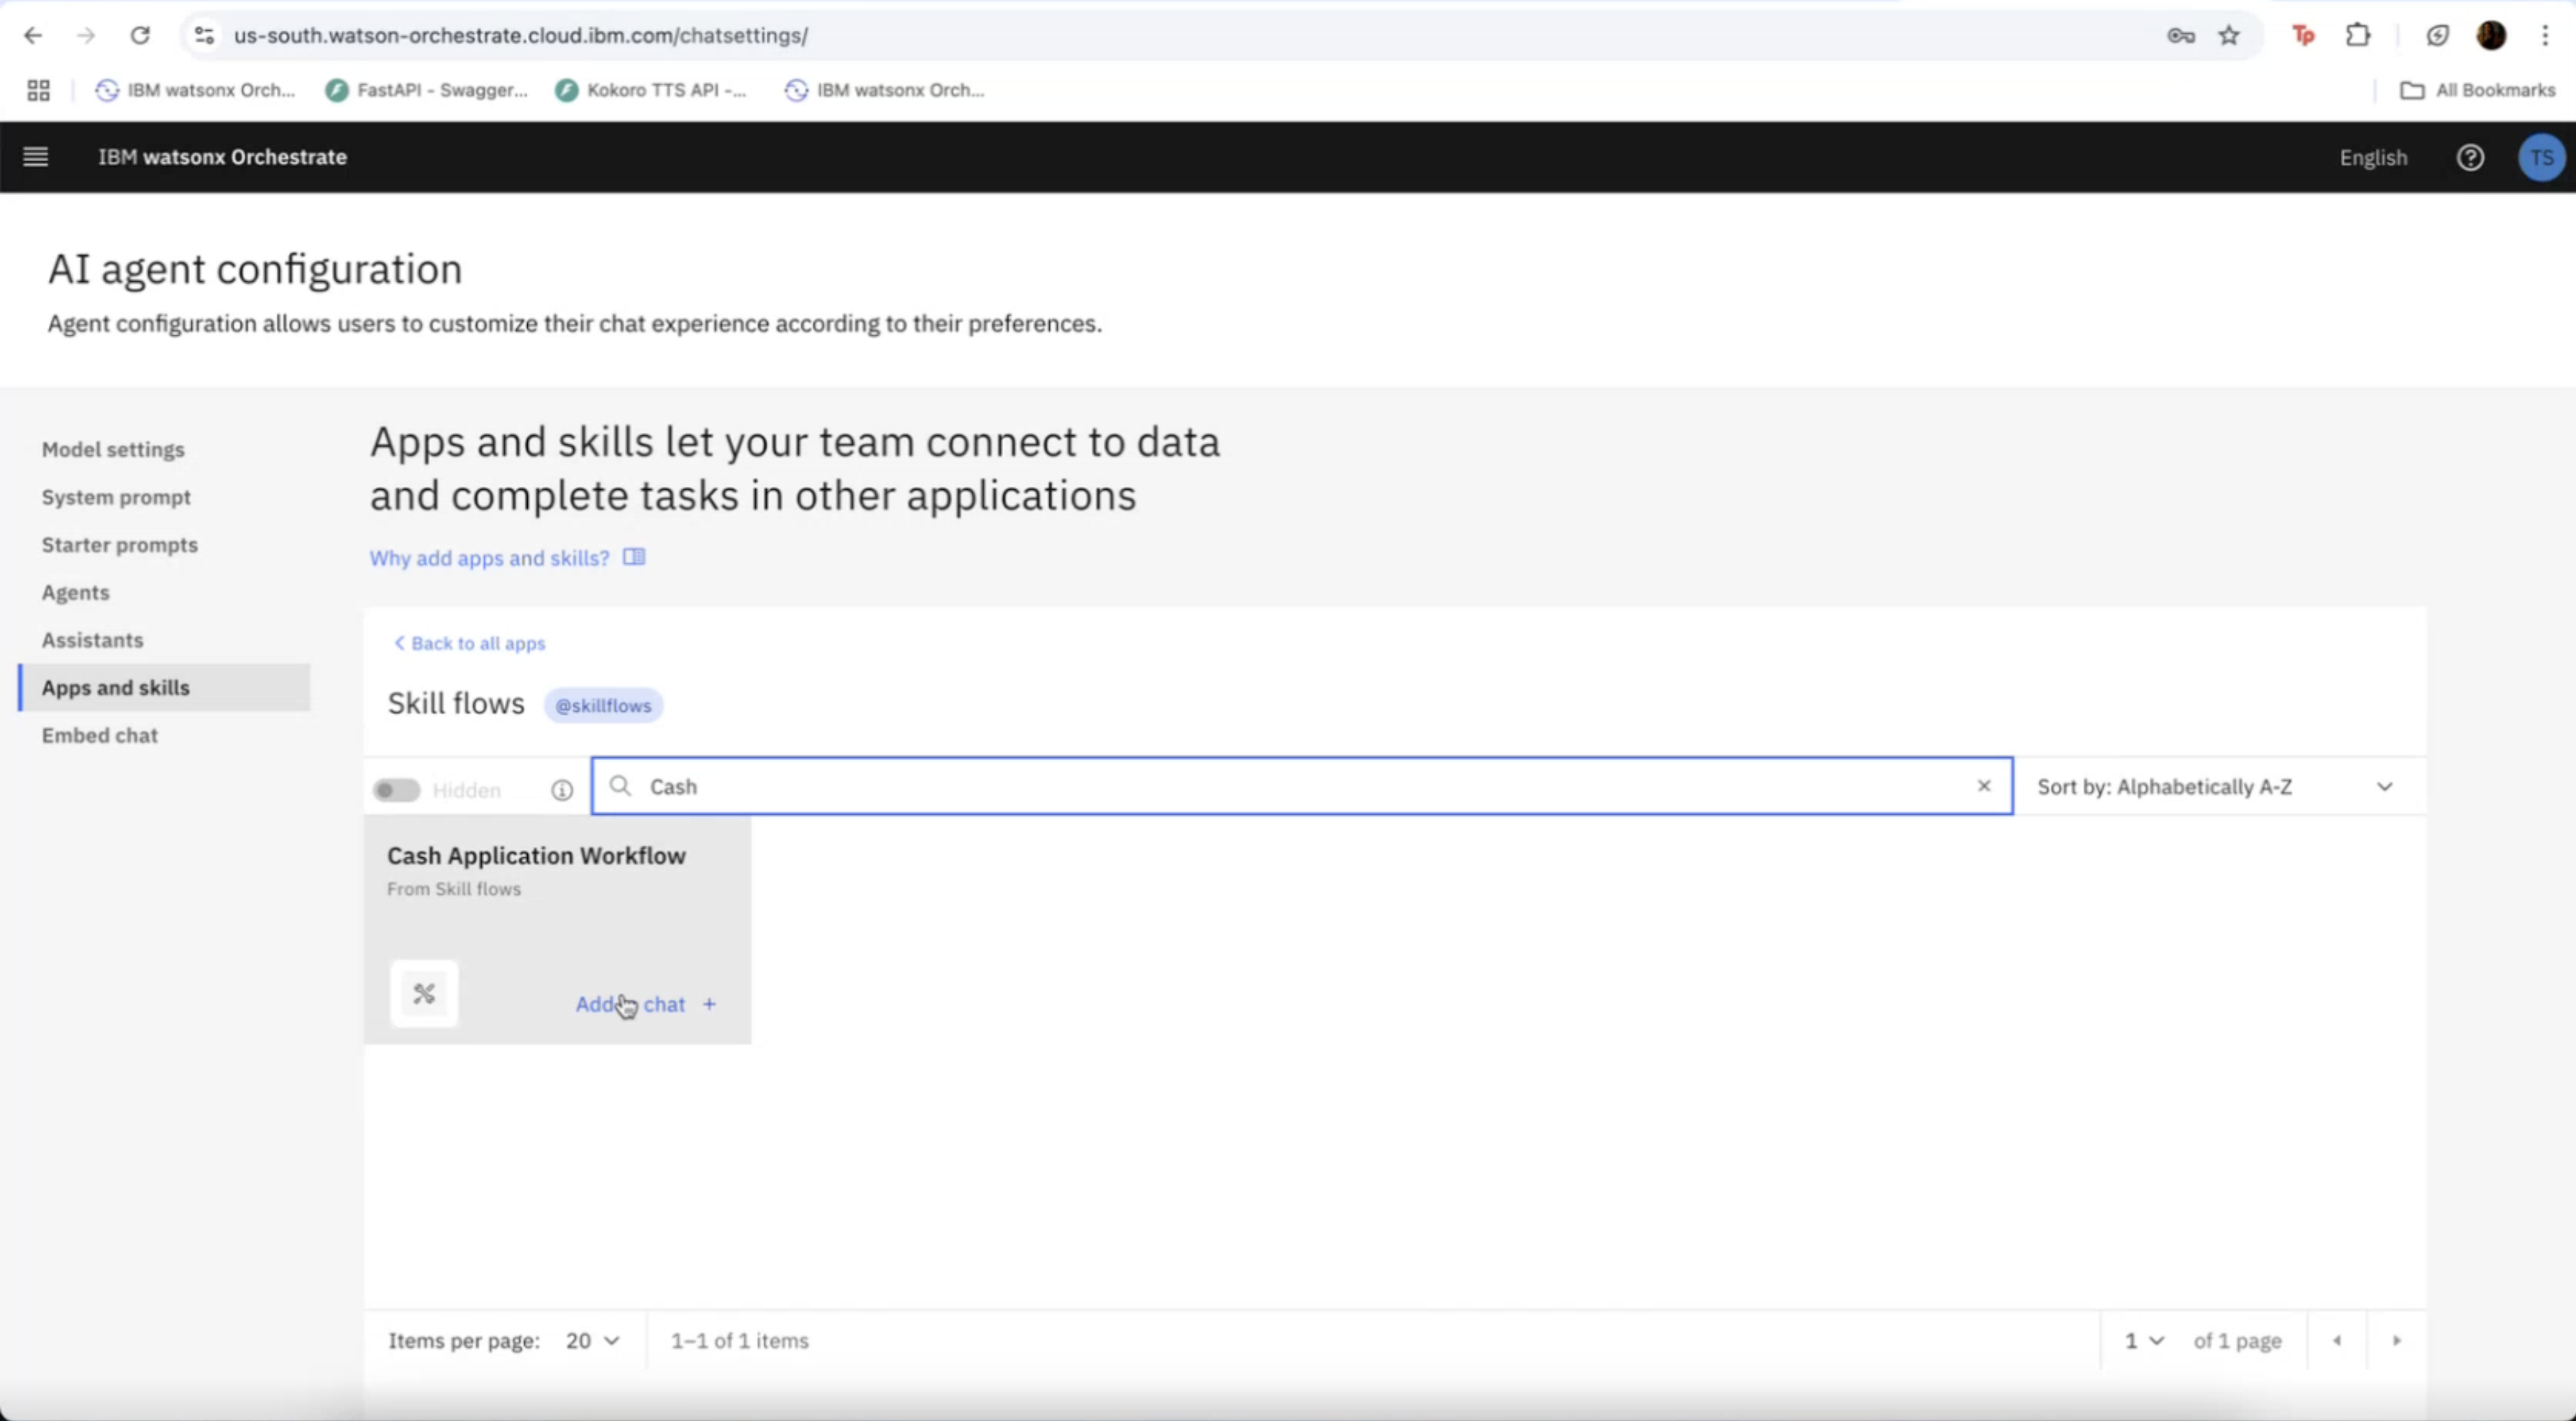 us-south.watson-orchestrate.cloud.ibm.com/chatsettings/
Tp
IBM watsonx Orch...
FastAPI - Swagger...
Kokoro TTS API -...
IBM watsonx Orch...
All Bookmarks
IBM watsonx Orchestrate
English
TS
AI agent configuration
Agent configuration allows users to customize their chat experience according to their preferences.
Model settings
System prompt
Starter prompts
Agents
Assistants
Apps and skills
Embed chat
Apps and skills let your team connect to data
and complete tasks in other applications
Why add apps and skills?
Back to all apps
Skill flows @skillflows
Hidden
Cash
Sort by: Alphabetically A-Z
Cash Application Workflow
From Skill flows
Add chat +
Items per page: 20
1–1 of 1 items
1 of 1 page